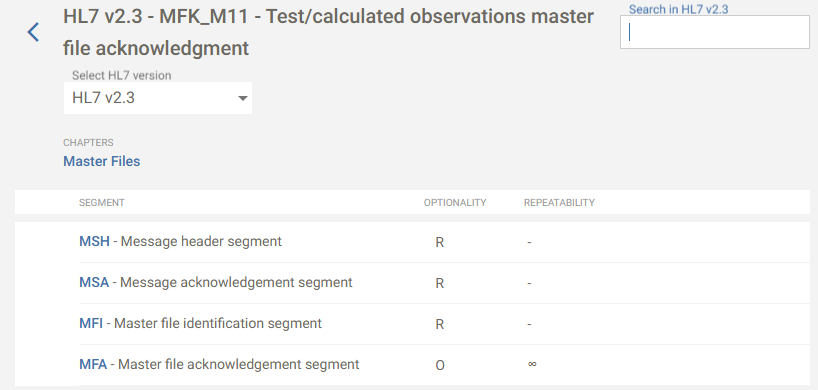 HL7 v2.3 - MFK_M11 - Test/calculated observations master
file acknowledgment
Search in HL7 v2.3
Select HL7 version
HL7 v2.3
CHAPTERS
Master Files
SEGMENT OPTIONALITY REPEATABILITY
MSH - Message header segment R -
MSA - Message acknowledgement segment R -
MFI - Master file identification segment R -
MFA - Master file acknowledgement segment O ∞